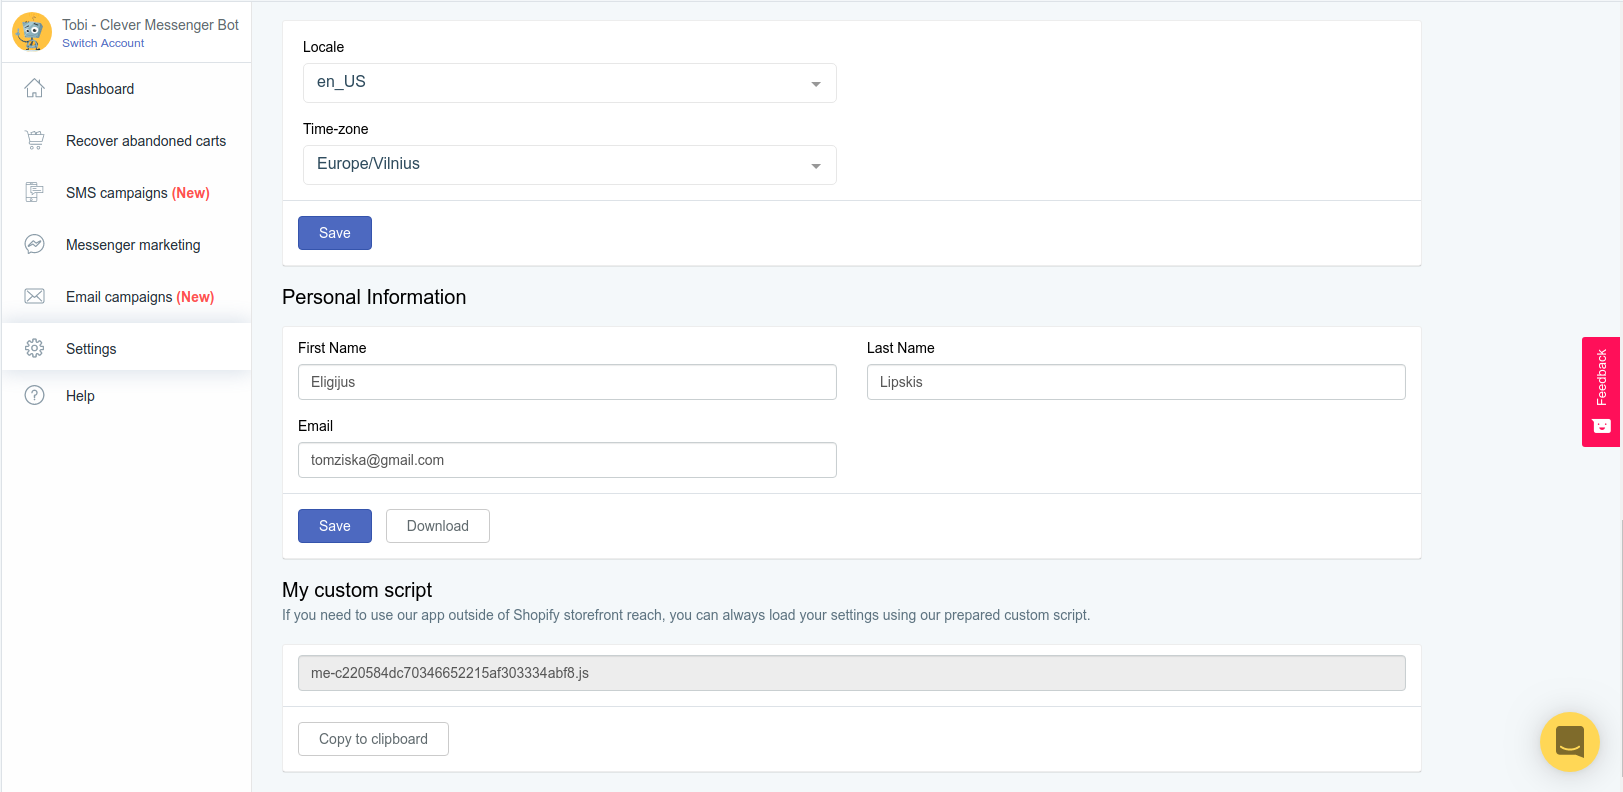 Tobi - Clever Messenger Bot
Switch Account
Dashboard
Recover abandoned carts
SMS campaigns (New)
Messenger marketing
Email campaigns (New)
Settings
Help
Locale
en_US
Time-zone
Europe/Vilnius
Save
Personal Information
First Name
Last Name
Eligijus
Lipskis
Email
tomziska@gmail.com
Save
Download
My custom script
If you need to use our app outside of Shopify storefront reach, you can always load your settings using our prepared custom script.
me-c220584dc70346652215af303334abf8.js
Copy to clipboard
Feedback